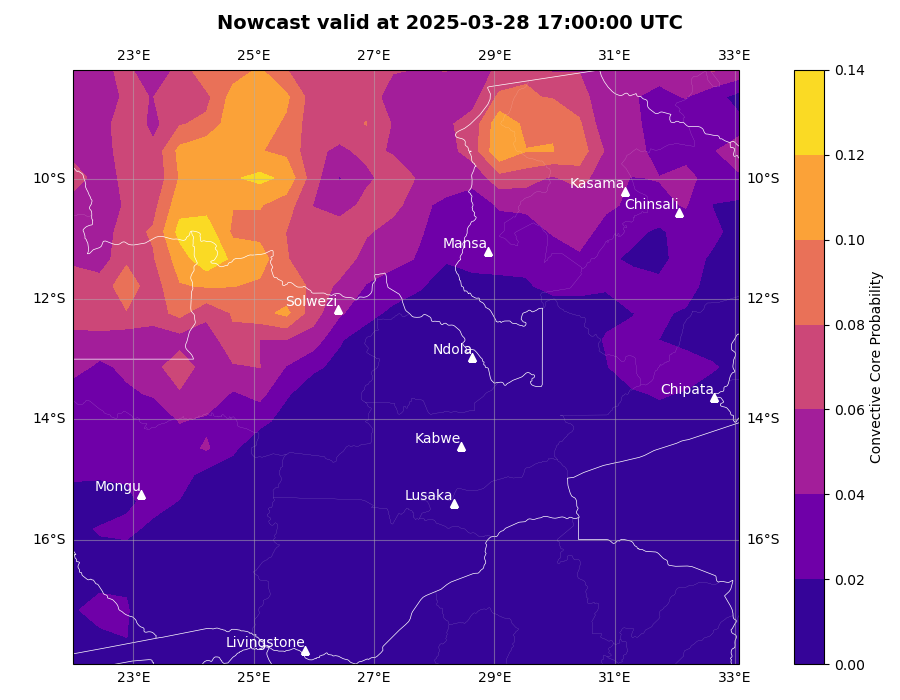 Nowcast valid at 2025-03-28 17:00:00 UTC
23°E 25°E 27°E 29°E 31°E 33°E
0.14
0.12
10°S 10°S
Kasama
Chinsali
0.10
Mansa
12°S 12°S
Solwezi
0.08
Ndola
Chipata
0.06
14°S 14°S
Kabwe
Mongu
Lusaka
0.04
16°S 16°S
0.02
Livingstone
0.00
23°E 25°E 27°E 29°E 31°E 33°E
Convective Core Probability